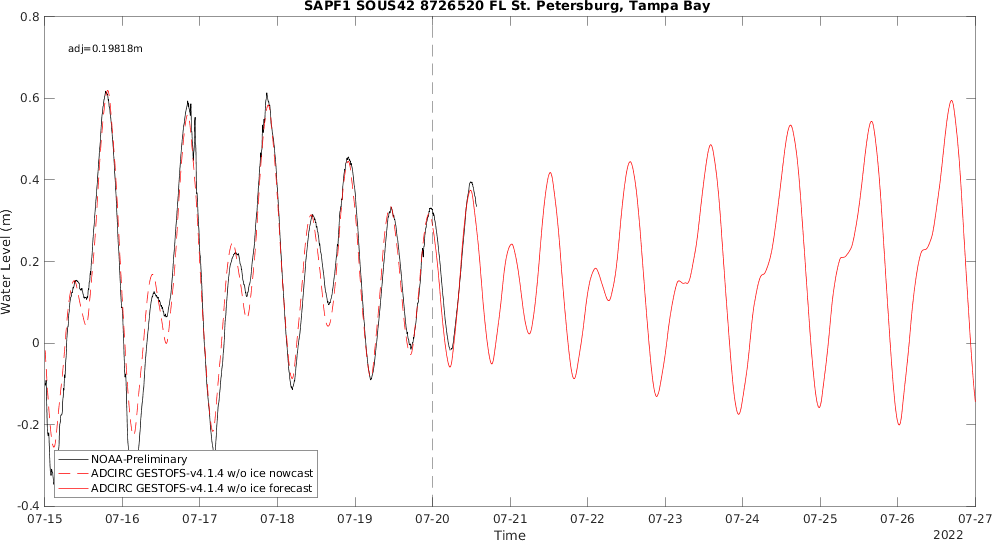 SAPF1 SOUS42 8726520 FL St. Petersburg, Tampa Bay
0.8
adj=0.19818m
0.6
0.4
0.2
0
-0.2
-0.4
Water Level (m)
NOAA-Preliminary
ADCIRC GESTOFS-v4.1.4 w/o ice nowcast
ADCIRC GESTOFS-v4.1.4 w/o ice forecast
07-15 07-16 07-17 07-18 07-19 07-20 07-21 07-22 07-23 07-24 07-25 07-26 07-27
Time
2022